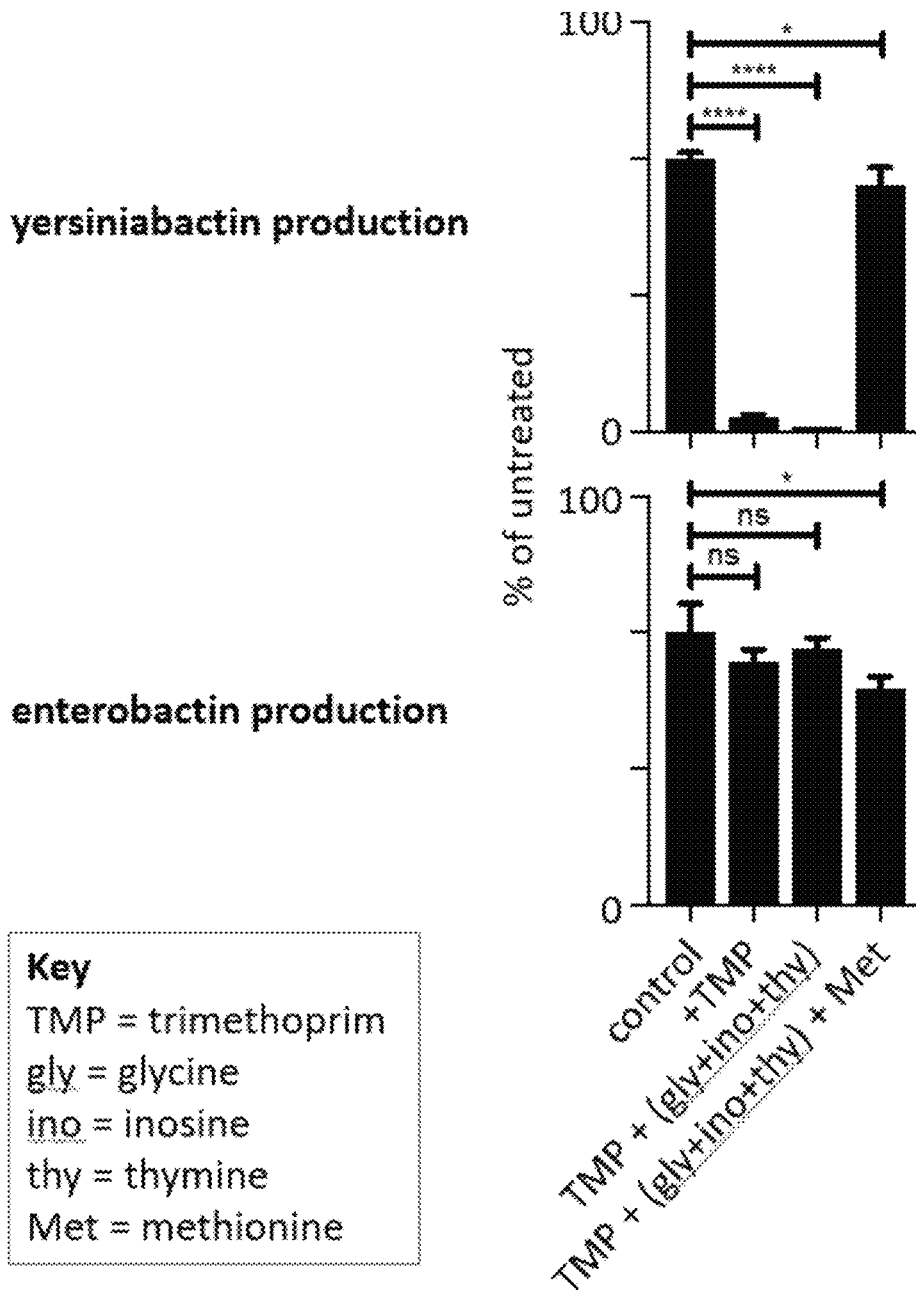 100
*
****
****
yersiniabactin production
0
% of untreated
100
*
ns
ns
enterobactin production
0
control
+TMP
TMP + (gly+ino+thy)
TMP + (gly+ino+thy) + Met
Key
TMP = trimethoprim
gly = glycine
ino = inosine
thy = thymine
Met = methionine